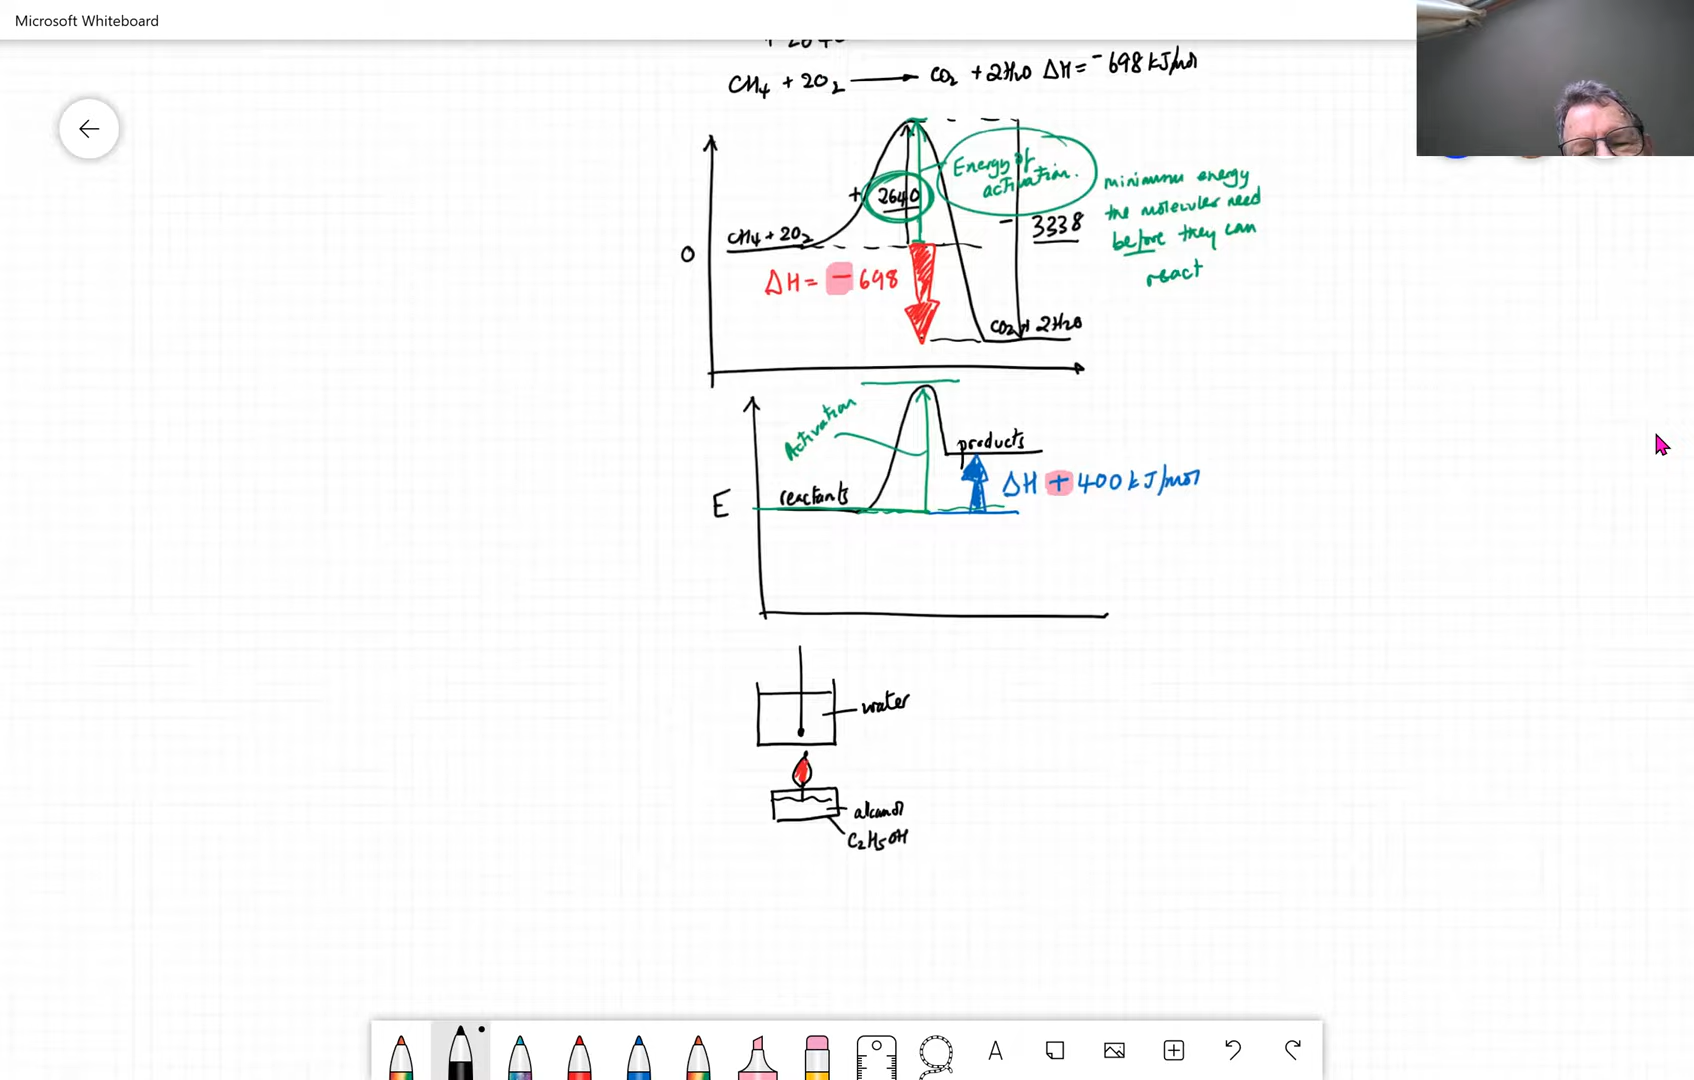 Microsoft Whiteboard
CH₄ + 2O₂ → CO₂ + 2H₂O ΔH = -698 kJ/mol
Energy of
activation.
minimum energy
the molecules need
before they can
react
+ 2640
- 3338
CH₄ + 2O₂
O
ΔH = - 698
CO₂ + 2H₂O
Activation
products
reactants
ΔH + 400 kJ/mol
E
water
alcanol
C₂H₅OH
A